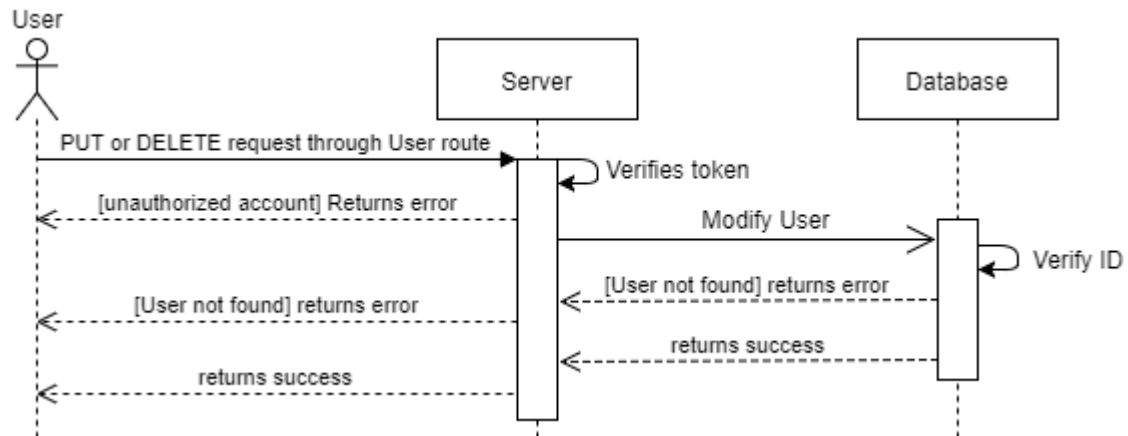 User
Server
Database
PUT or DELETE request through User route
Verifies token
[unauthorized account] Returns error
Modify User
Verify ID
[User not found] returns error
[User not found] returns error
returns success
returns success